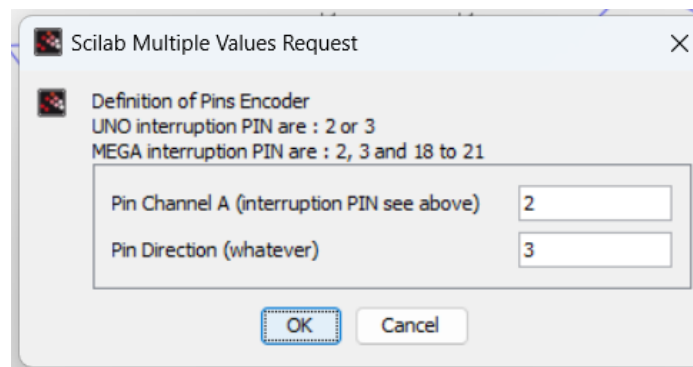 Scilab Multiple Values Request
Definition of Pins Encoder
UNO interruption PIN are : 2 or 3
MEGA interruption PIN are : 2, 3 and 18 to 21
Pin Channel A (interruption PIN see above) 2
Pin Direction (whatever) 3
OK Cancel